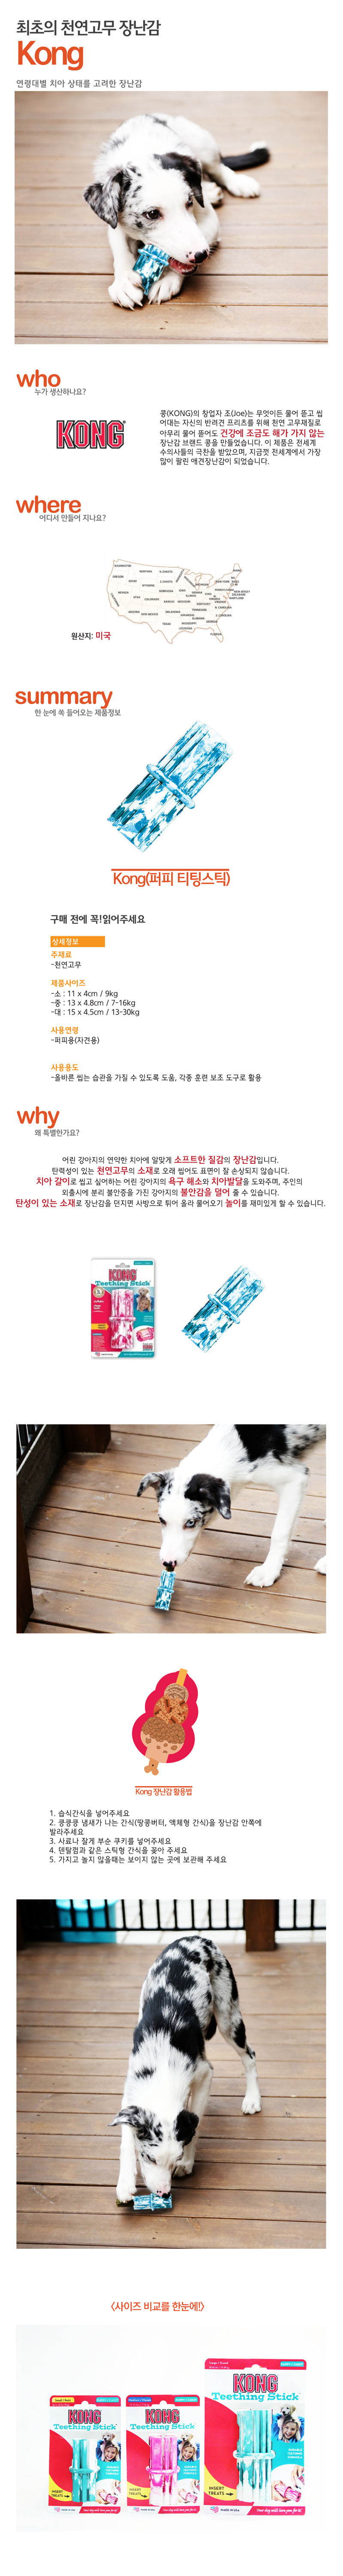 최초의 천연고무 장난감
Kong
연령대별 치아 상태를 고려한 장난감
who
누가 생산하나요?
KONG
콩(KONG)의 창업자 조(Joe)는 무엇이든 물어 뜯고 씹
어대는 자신의 반려견 프리츠를 위해 천연 고무재질로
아무리 물어 뜯어도 건강에 조금도 해가 가지 않는
장난감 브랜드 콩을 만들었습니다. 이 제품은 전세계
수의사들의 극찬을 받았으며, 지금껏 전세계에서 가장
많이 팔린 애견장난감이 되었습니다.
where
어디서 만들어 지나요?
원산지: 미국
summary
한 눈에 쏙 들어오는 제품정보
Kong(퍼피 티팅스틱)
구매 전에 꼭!읽어주세요
상세정보
주재료
-천연고무
제품사이즈
-소 : 11 x 4cm / 9kg
-중 : 13 x 4.8cm / 7-16kg
-대 : 15 x 4.5cm / 13-30kg
사용연령
-퍼피용(자견용)
사용용도
-올바른 씹는 습관을 가질 수 있도록 도움, 각종 훈련 보조 도구로 활용
why
왜 특별한가요?
어린 강아지의 연약한 치아에 알맞게 소프트한 질감의 장난감입니다.
탄력성이 있는 천연고무의 소재로 오래 씹어도 표면이 잘 손상되지 않습니다.
치아 갈이로 씹고 싶어하는 어린 강아지의 욕구 해소와 치아발달을 도와주며, 주인의
외출시에 분리 불안증을 가진 강아지의 불안감을 덜어 줄 수 있습니다.
탄성이 있는 소재로 장난감을 던지면 사방으로 튀어 올라 물어오기 놀이를 재미있게 할 수 있습니다.
KONG
Teething Stick
Kong 장난감 활용법
1. 습식간식을 넣어주세요
2. 킁킁킁 냄새가 나는 간식(땅콩버터, 액체형 간식)을 장난감 안쪽에
발라주세요
3. 사료나 잘게 부순 쿠키를 넣어주세요
4. 덴탈껌과 같은 스틱형 간식을 꽂아 주세요
5. 가지고 놀지 않을때는 보이지 않는 곳에 보관해 주세요
<사이즈 비교를 한눈에!>
KONG
Teething Stick
INSERT
TREATS
KONG
Teething Stick
INSERT
TREATS
KONG
Teething Stick
INSERT
TREATS